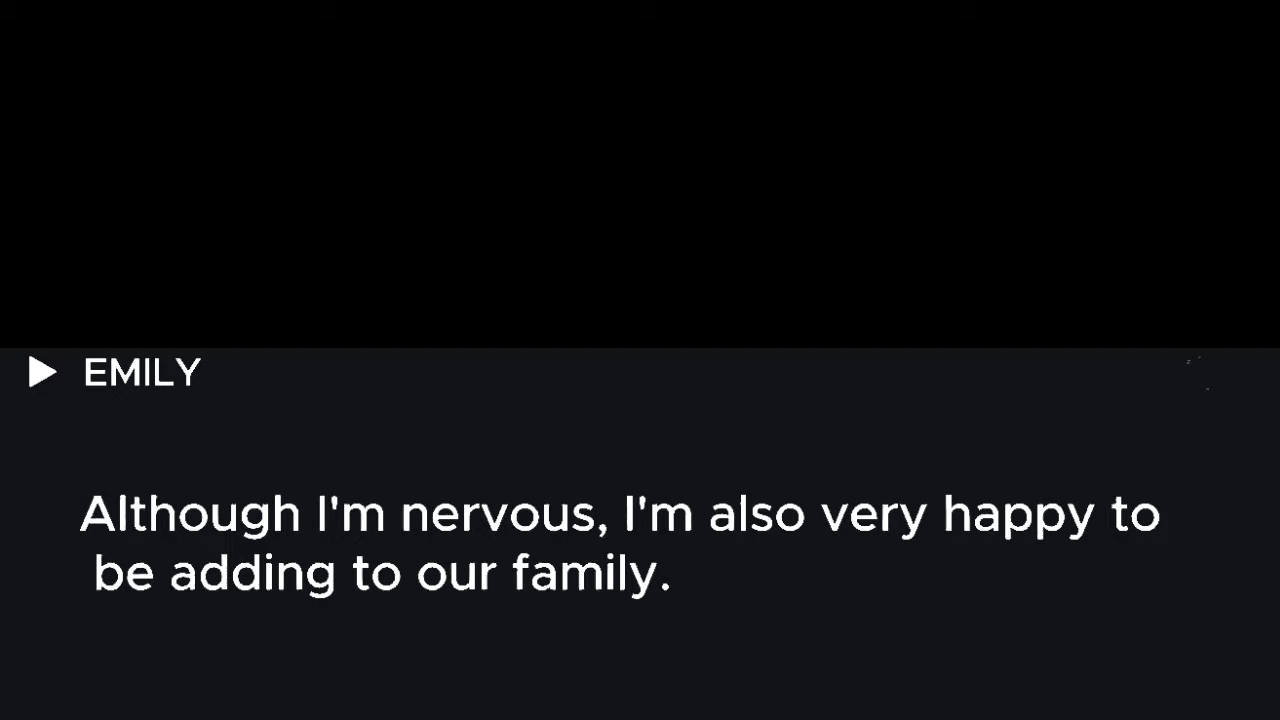 EMILY
Although I'm nervous, I'm also very happy to
be adding to our family.